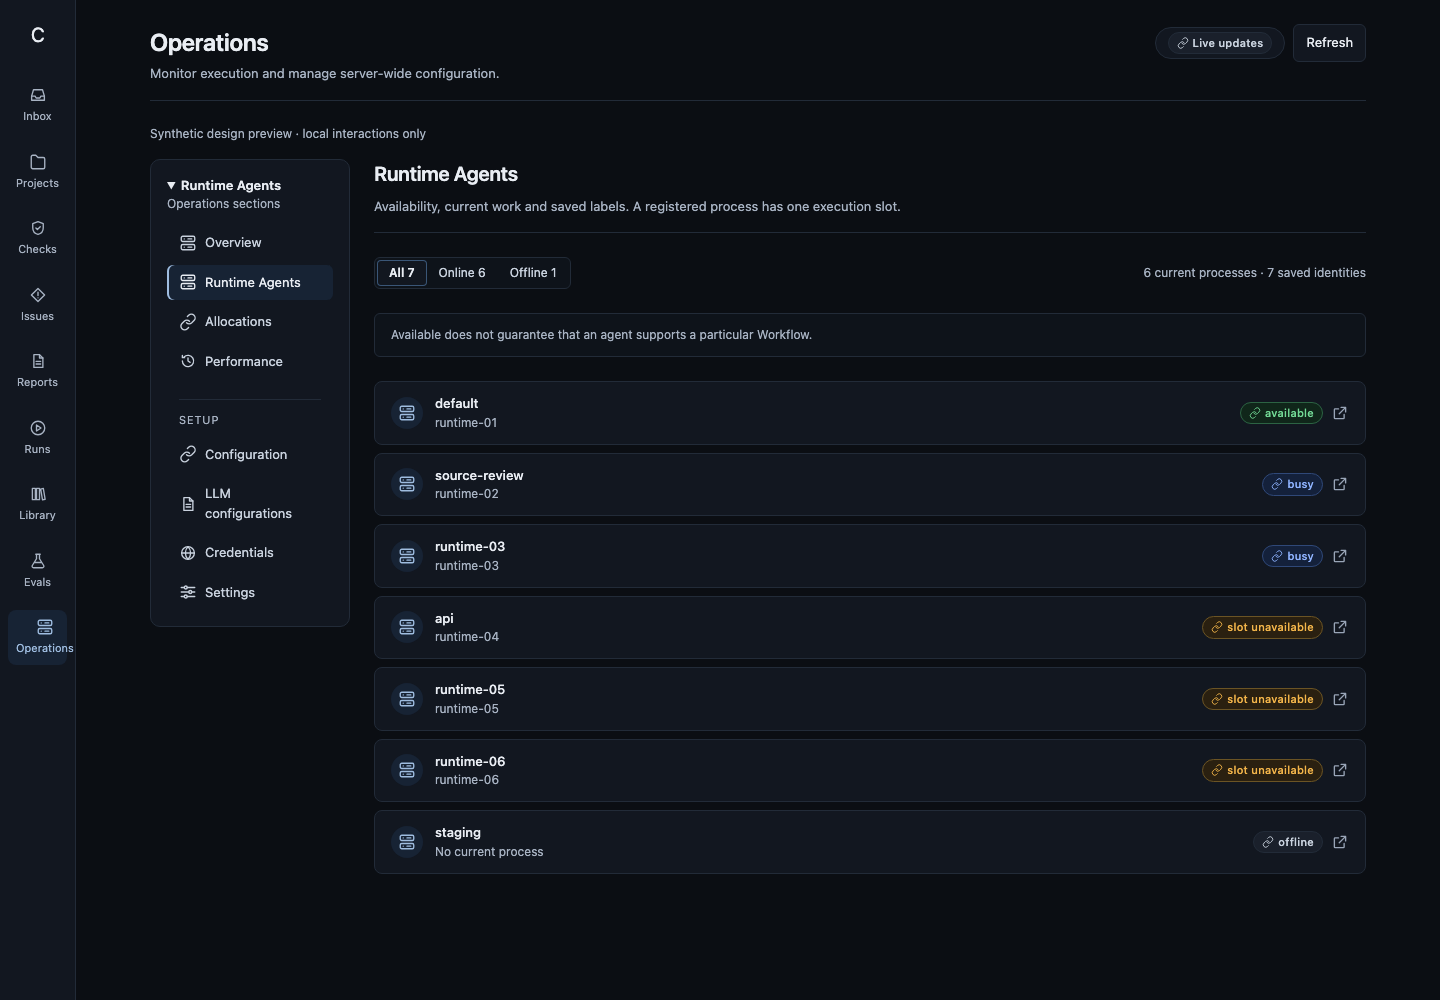 C
Inbox
Projects
Checks
Issues
Reports
Runs
Library
Evals
Operations
Operations
Monitor execution and manage server-wide configuration.
Live updates
Refresh
Synthetic design preview · local interactions only
▼ Runtime Agents
Operations sections
Overview
Runtime Agents
Allocations
Performance
SETUP
Configuration
LLM
configurations
Credentials
Settings
Runtime Agents
Availability, current work and saved labels. A registered process has one execution slot.
All 7 Online 6 Offline 1
6 current processes · 7 saved identities
Available does not guarantee that an agent supports a particular Workflow.
default
runtime-01
available
source-review
runtime-02
busy
runtime-03
runtime-03
busy
api
runtime-04
slot unavailable
runtime-05
runtime-05
slot unavailable
runtime-06
runtime-06
slot unavailable
staging
No current process
offline